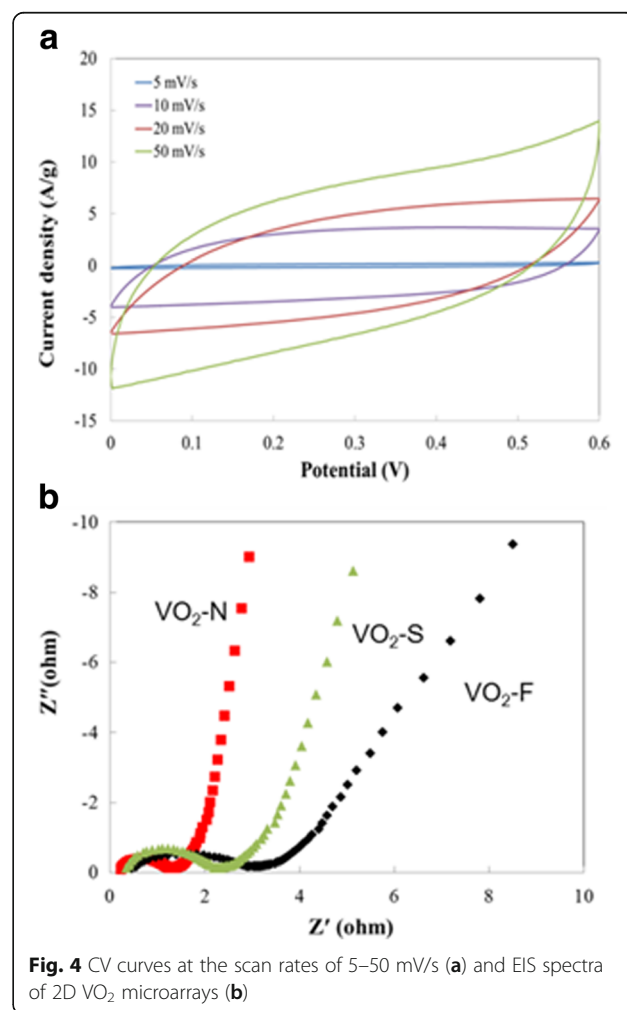 a
20
15
10
5
0
-5
-10
-15
5 mV/s
10 mV/s
20 mV/s
50 mV/s
Current density (A/g)
0 0.1 0.2 0.3 0.4 0.5 0.6
Potential (V)
b
-10
-8
-6
-4
-2
0
VO₂-N
VO₂-S
VO₂-F
Z″(ohm)
0 2 4 6 8 10
Z′ (ohm)
Fig. 4 CV curves at the scan rates of 5–50 mV/s (a) and EIS spectra
of 2D VO₂ microarrays (b)